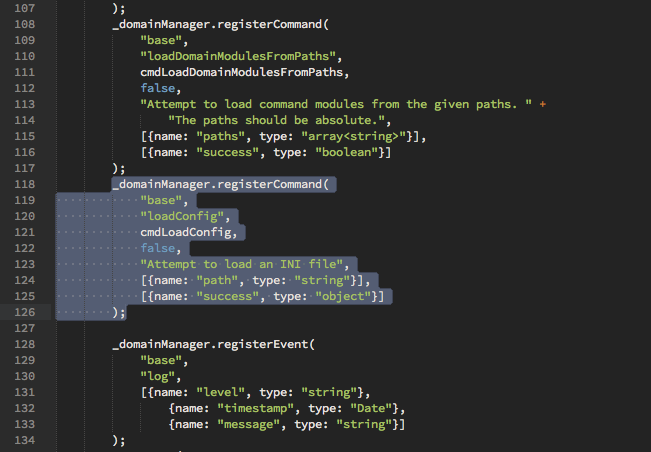 107 );
108 _domainManager.registerCommand(
109 "base",
110 "loadDomainModulesFromPaths",
111 cmdLoadDomainModulesFromPaths,
112 false,
113 "Attempt to load command modules from the given paths. " +
114 "The paths should be absolute.",
115 [{name: "paths", type: "array<string>"}],
116 [{name: "success", type: "boolean"}]
117 );
118 _domainManager.registerCommand(
119 "base",
120 "loadConfig",
121 cmdLoadConfig,
122 false,
123 "Attempt to load an INI file",
124 [{name: "path", type: "string"}],
125 [{name: "success", type: "object"}]
126 );
127
128 _domainManager.registerEvent(
129 "base",
130 "log",
131 [{name: "level", type: "string"},
132 {name: "timestamp", type: "Date"},
133 {name: "message", type: "string"}]
134 );